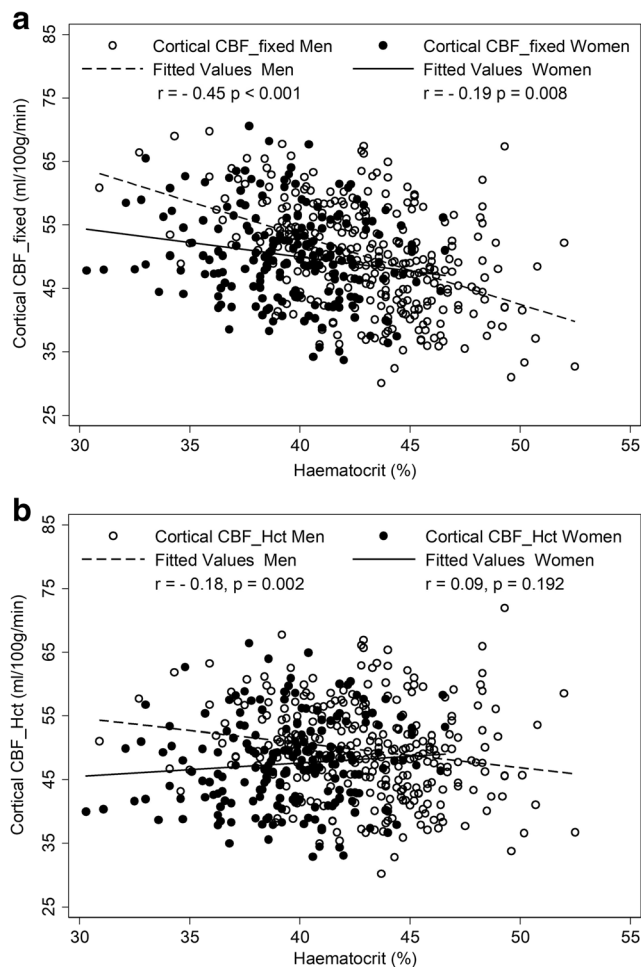 a
Cortical CBF_fixed Men
Cortical CBF_fixed Women
Fitted Values Men
Fitted Values Women
r = - 0.45 p < 0.001
r = - 0.19 p = 0.008
Cortical CBF_fixed (ml/100g/min)
85
75
65
55
45
35
25
30
35
40
45
50
55
Haematocrit (%)
b
Cortical CBF_Hct Men
Cortical CBF_Hct Women
Fitted Values Men
Fitted Values Women
r = - 0.18, p = 0.002
r = 0.09, p = 0.192
Cortical CBF_Hct (ml/100g/min)
85
75
65
55
45
35
25
30
35
40
45
50
55
Haematocrit (%)